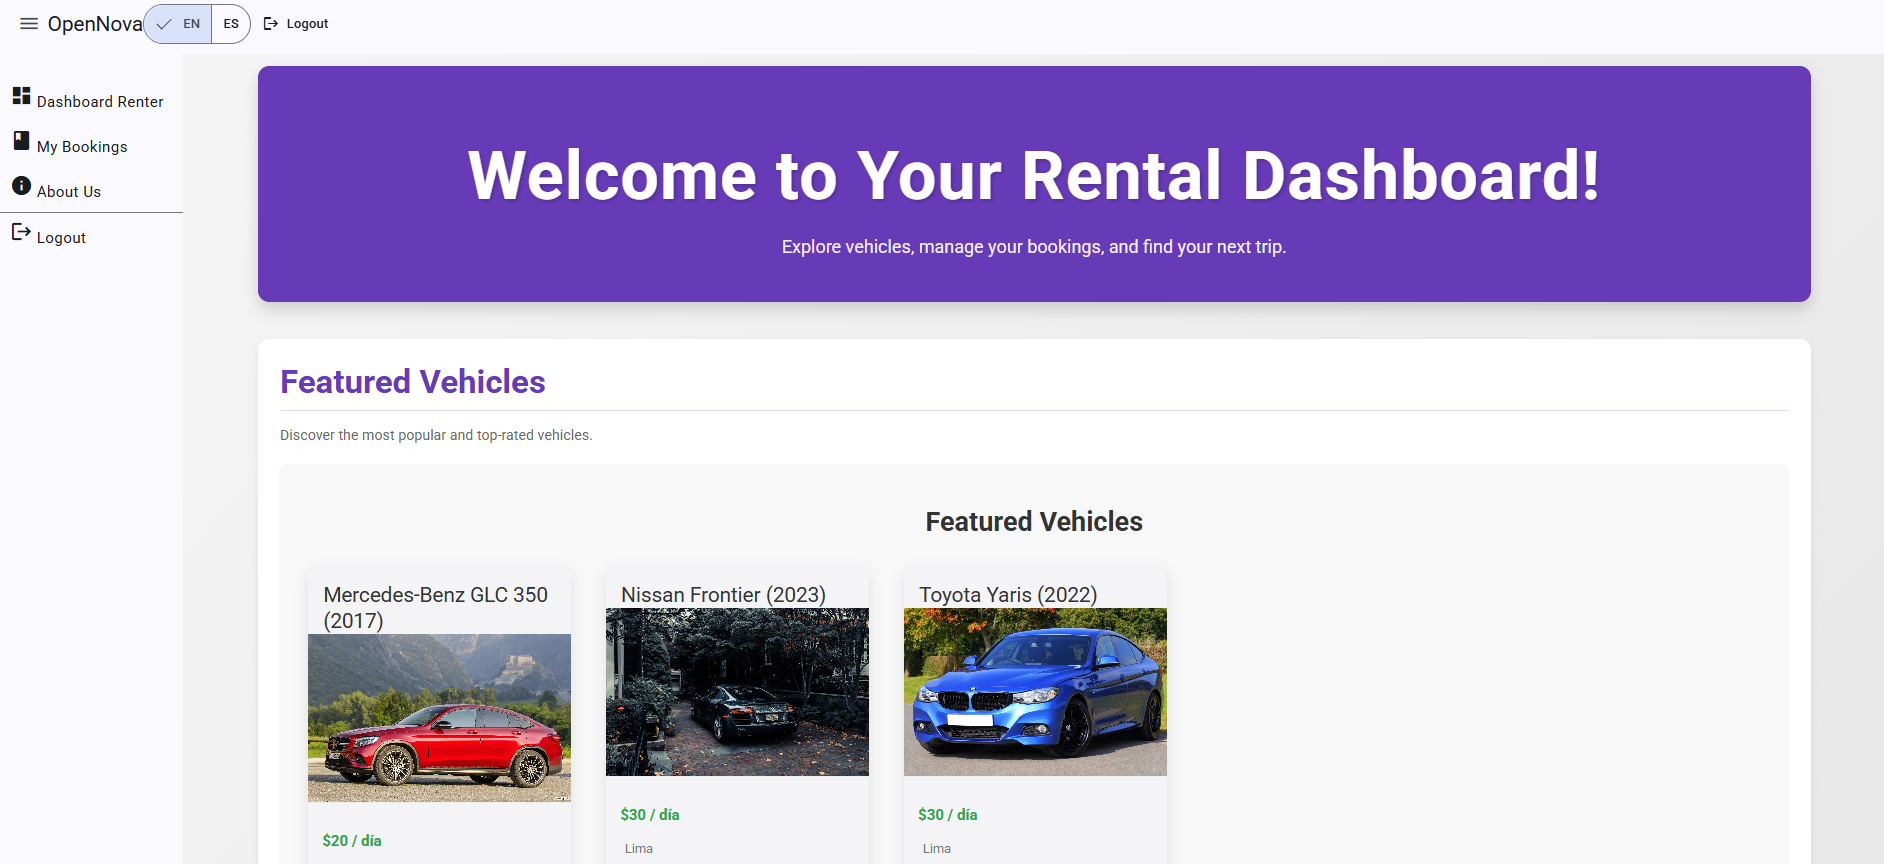 OpenNova
EN
ES
Logout
Dashboard Renter
My Bookings
About Us
Logout
Welcome to Your Rental Dashboard!
Explore vehicles, manage your bookings, and find your next trip.
Featured Vehicles
Discover the most popular and top-rated vehicles.
Featured Vehicles
Mercedes-Benz GLC 350
(2017)
$20 / día
Nissan Frontier (2023)
$30 / día
Lima
Toyota Yaris (2022)
$30 / día
Lima